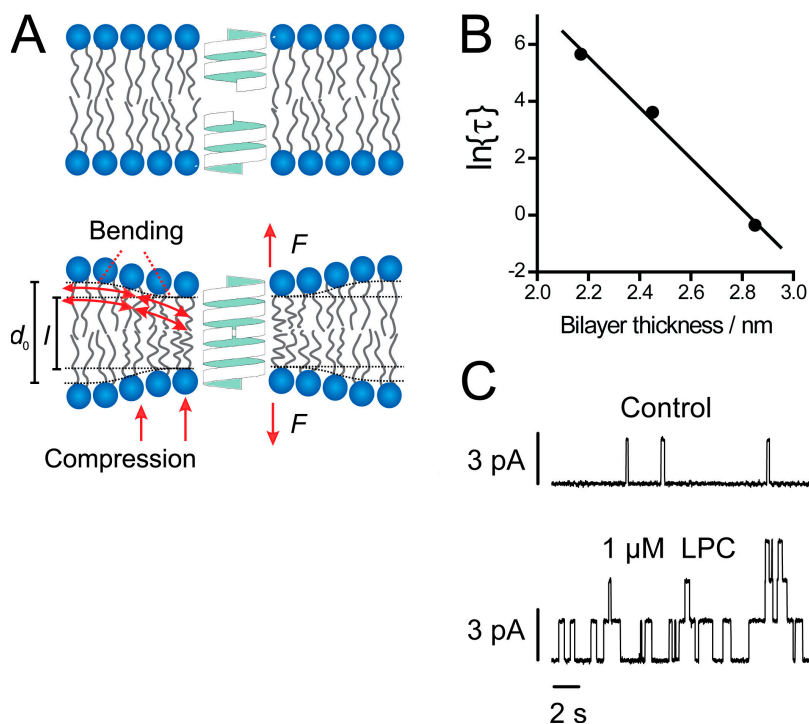 A
Bending
F
d0
l
F
Compression
B
ln{τ}
6
4
2
0
-2
2.0 2.2 2.4 2.6 2.8 3.0
Bilayer thickness / nm
C
Control
3 pA
1 μM LPC
3 pA
2 s